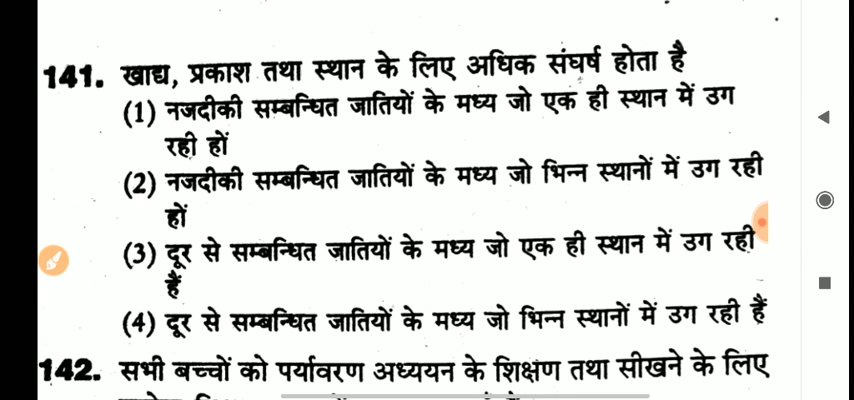 141. खाद्य, प्रकाश तथा स्थान के लिए अधिक संघर्ष होता है
(1) नजदीकी सम्बन्धित जातियों के मध्य जो एक ही स्थान में उग
रही हों
(2) नजदीकी सम्बन्धित जातियों के मध्य जो भिन्न स्थानों में उग रही
हों
(3) दूर से सम्बन्धित जातियों के मध्य जो एक ही स्थान में उग रही
हैं
(4) दूर से सम्बन्धित जातियों के मध्य जो भिन्न स्थानों में उग रही हैं
142. सभी बच्चों को पर्यावरण अध्ययन के शिक्षण तथा सीखने के लिए